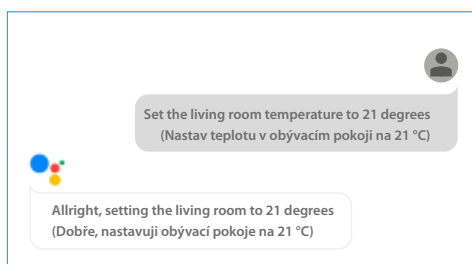 Set the living room temperature to 21 degrees
(Nastav teplotu v obývacím pokoji na 21 °C)
Allright, setting the living room to 21 degrees
(Dobře, nastavuji obývací pokoje na 21 °C)